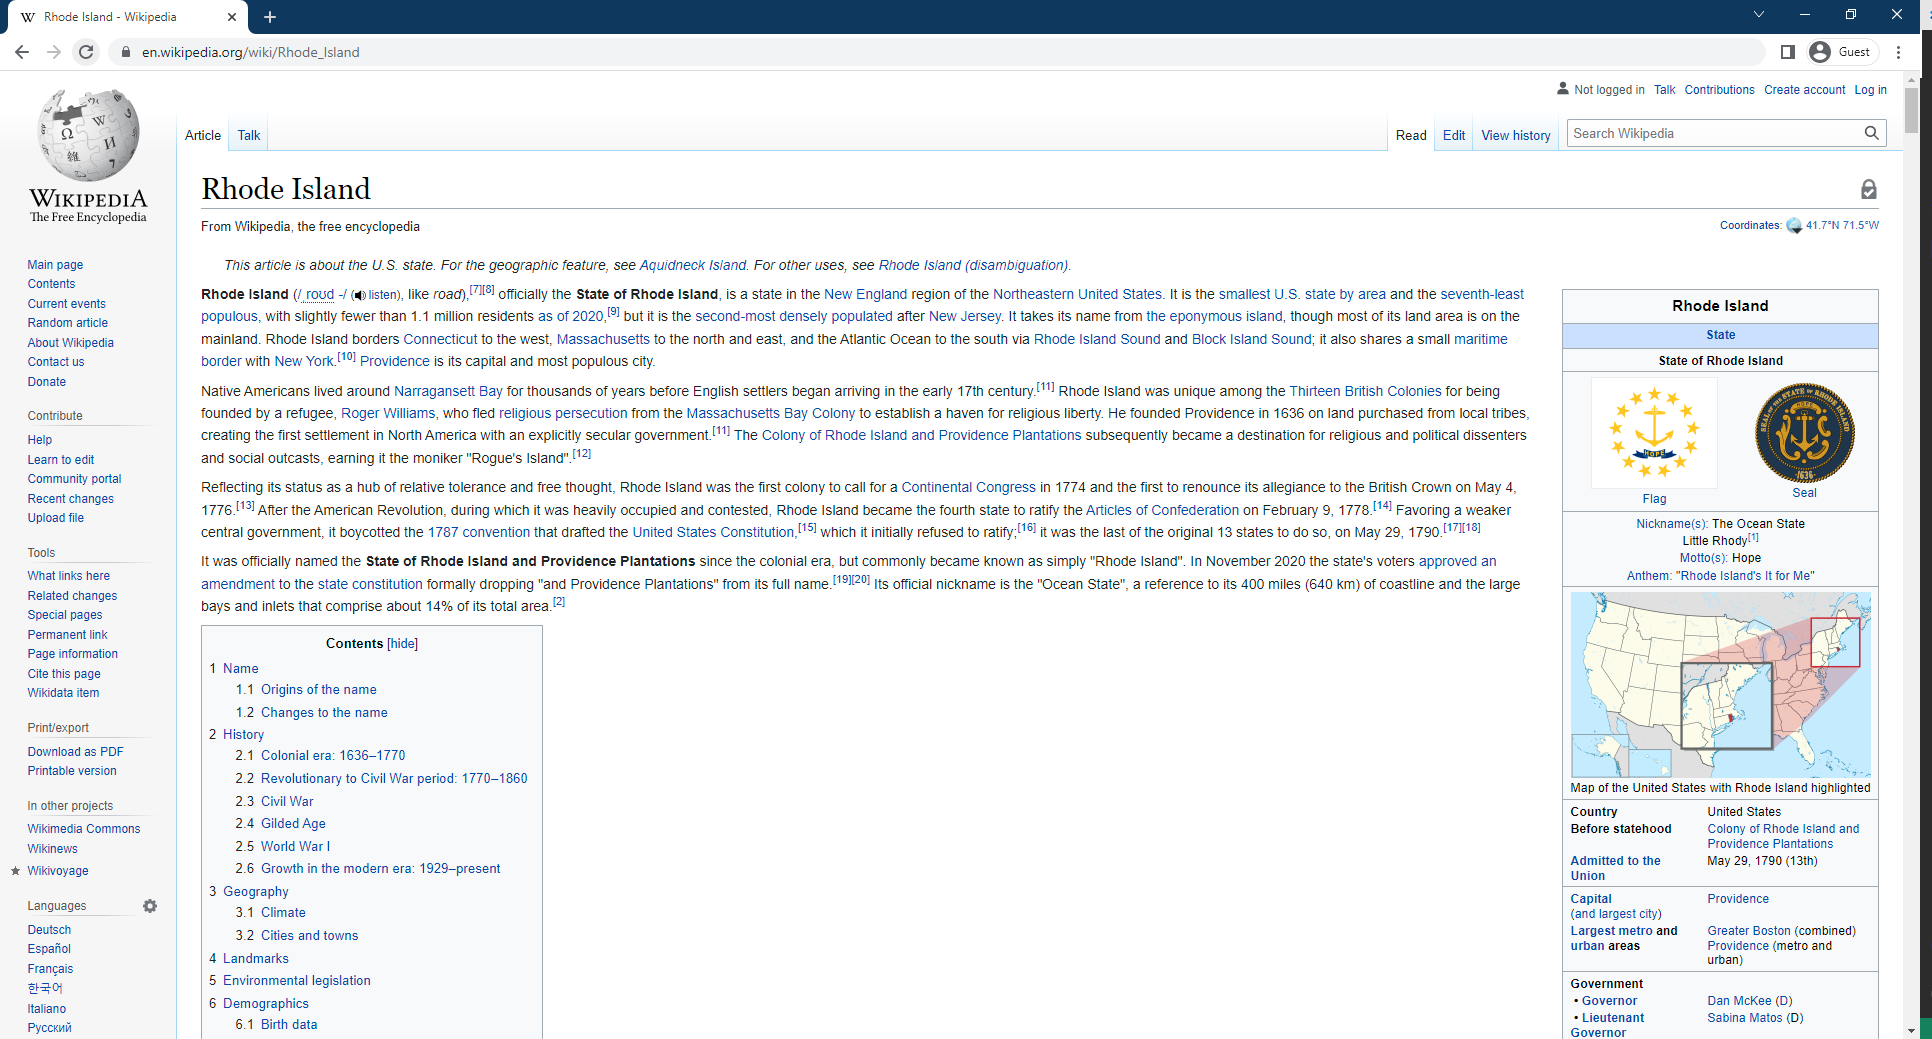 Rhode Island - Wikipedia
en.wikipedia.org/wiki/Rhode_Island
Guest
Not logged in Talk Contributions Create account Log in
Article Talk
Read Edit View history Search Wikipedia
WIKIPEDIA
The Free Encyclopedia
Main page
Contents
Current events
Random article
About Wikipedia
Contact us
Donate
Contribute
Help
Learn to edit
Community portal
Recent changes
Upload file
Tools
What links here
Related changes
Special pages
Permanent link
Page information
Cite this page
Wikidata item
Print/export
Download as PDF
Printable version
In other projects
Wikimedia Commons
Wikinews
Wikivoyage
Languages
Deutsch
Español
Français
한국어
Italiano
Русский
Rhode Island
From Wikipedia, the free encyclopedia
Coordinates: 41.7°N 71.5°W
This article is about the U.S. state. For the geographic feature, see Aquidneck Island. For other uses, see Rhode Island (disambiguation).
Rhode Island (/ˌroʊd -/ (listen), like road),[7][8] officially the State of Rhode Island, is a state in the New England region of the Northeastern United States. It is the smallest U.S. state by area and the seventh-least
populous, with slightly fewer than 1.1 million residents as of 2020,[9] but it is the second-most densely populated after New Jersey. It takes its name from the eponymous island, though most of its land area is on the
mainland. Rhode Island borders Connecticut to the west, Massachusetts to the north and east, and the Atlantic Ocean to the south via Rhode Island Sound and Block Island Sound; it also shares a small maritime
border with New York.[10] Providence is its capital and most populous city.
Native Americans lived around Narragansett Bay for thousands of years before English settlers began arriving in the early 17th century.[11] Rhode Island was unique among the Thirteen British Colonies for being
founded by a refugee, Roger Williams, who fled religious persecution from the Massachusetts Bay Colony to establish a haven for religious liberty. He founded Providence in 1636 on land purchased from local tribes,
creating the first settlement in North America with an explicitly secular government.[11] The Colony of Rhode Island and Providence Plantations subsequently became a destination for religious and political dissenters
and social outcasts, earning it the moniker "Rogue's Island".[12]
Reflecting its status as a hub of relative tolerance and free thought, Rhode Island was the first colony to call for a Continental Congress in 1774 and the first to renounce its allegiance to the British Crown on May 4,
1776.[13] After the American Revolution, during which it was heavily occupied and contested, Rhode Island became the fourth state to ratify the Articles of Confederation on February 9, 1778.[14] Favoring a weaker
central government, it boycotted the 1787 convention that drafted the United States Constitution,[15] which it initially refused to ratify;[16] it was the last of the original 13 states to do so, on May 29, 1790.[17][18]
It was officially named the State of Rhode Island and Providence Plantations since the colonial era, but commonly became known as simply "Rhode Island". In November 2020 the state's voters approved an
amendment to the state constitution formally dropping "and Providence Plantations" from its full name.[19][20] Its official nickname is the "Ocean State", a reference to its 400 miles (640 km) of coastline and the large
bays and inlets that comprise about 14% of its total area.[2]
Contents [hide]
1 Name
1.1 Origins of the name
1.2 Changes to the name
2 History
2.1 Colonial era: 1636–1770
2.2 Revolutionary to Civil War period: 1770–1860
2.3 Civil War
2.4 Gilded Age
2.5 World War I
2.6 Growth in the modern era: 1929–present
3 Geography
3.1 Climate
3.2 Cities and towns
4 Landmarks
5 Environmental legislation
6 Demographics
6.1 Birth data
Rhode Island
State
State of Rhode Island
HOPE
SEAL OF THE STATE OF RHODE ISLAND
HOPE
1636
Flag
Seal
Nickname(s): The Ocean State
Little Rhody[1]
Motto(s): Hope
Anthem: "Rhode Island's It for Me"
Map of the United States with Rhode Island highlighted
Country United States
Before statehood Colony of Rhode Island and
Providence Plantations
Admitted to the May 29, 1790 (13th)
Union
Capital Providence
(and largest city)
Largest metro and Greater Boston (combined)
urban areas Providence (metro and
urban)
Government
• Governor Dan McKee (D)
• Lieutenant Sabina Matos (D)
Governor